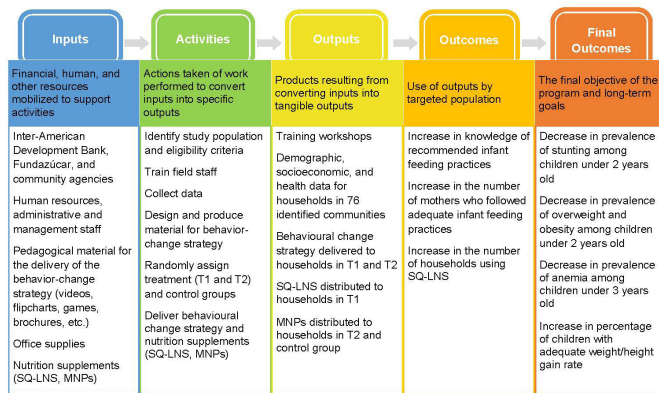 Inputs
Financial, human, and
other resources
mobilized to support
activities
Inter-American
Development Bank,
Fundazúcar, and
community agencies
Human resources,
administrative and
management staff
Pedagogical material for
the delivery of the
behavior-change
strategy (videos,
flipcharts, games,
brochures, etc.)
Office supplies
Nutrition supplements
(SQ-LNS, MNPs)
Activities
Actions taken of work
performed to convert
inputs into specific
outputs
Identify study population
and eligibility criteria
Train field staff
Collect data
Design and produce
material for behavior-
change strategy
Randomly assign
treatment (T1 and T2)
and control groups
Deliver behavioural
change strategy and
nutrition supplements
(SQ-LNS, MNPs)
Outputs
Products resulting from
converting inputs into
tangible outputs
Training workshops
Demographic,
socioeconomic, and
health data for
households in 76
identified communities
Behavioural change
strategy delivered to
households in T1 and T2
SQ-LNS distributed to
households in T1
MNPs distributed to
households in T2 and
control group
Outcomes
Use of outputs by
targeted population
Increase in knowledge of
recommended infant
feeding practices
Increase in the number
of mothers who followed
adequate infant feeding
practices
Increase in the number
of households using
SQ-LNS
Final
Outcomes
The final objective of the
program and long-term
goals
Decrease in prevalence
of stunting among
children under 2 years
old
Decrease in prevalence
of overweight and
obesity among children
under 2 years old
Decrease in prevalence
of anemia among
children under 3 years
old
Increase in percentage
of children with
adequate weight/height
gain rate